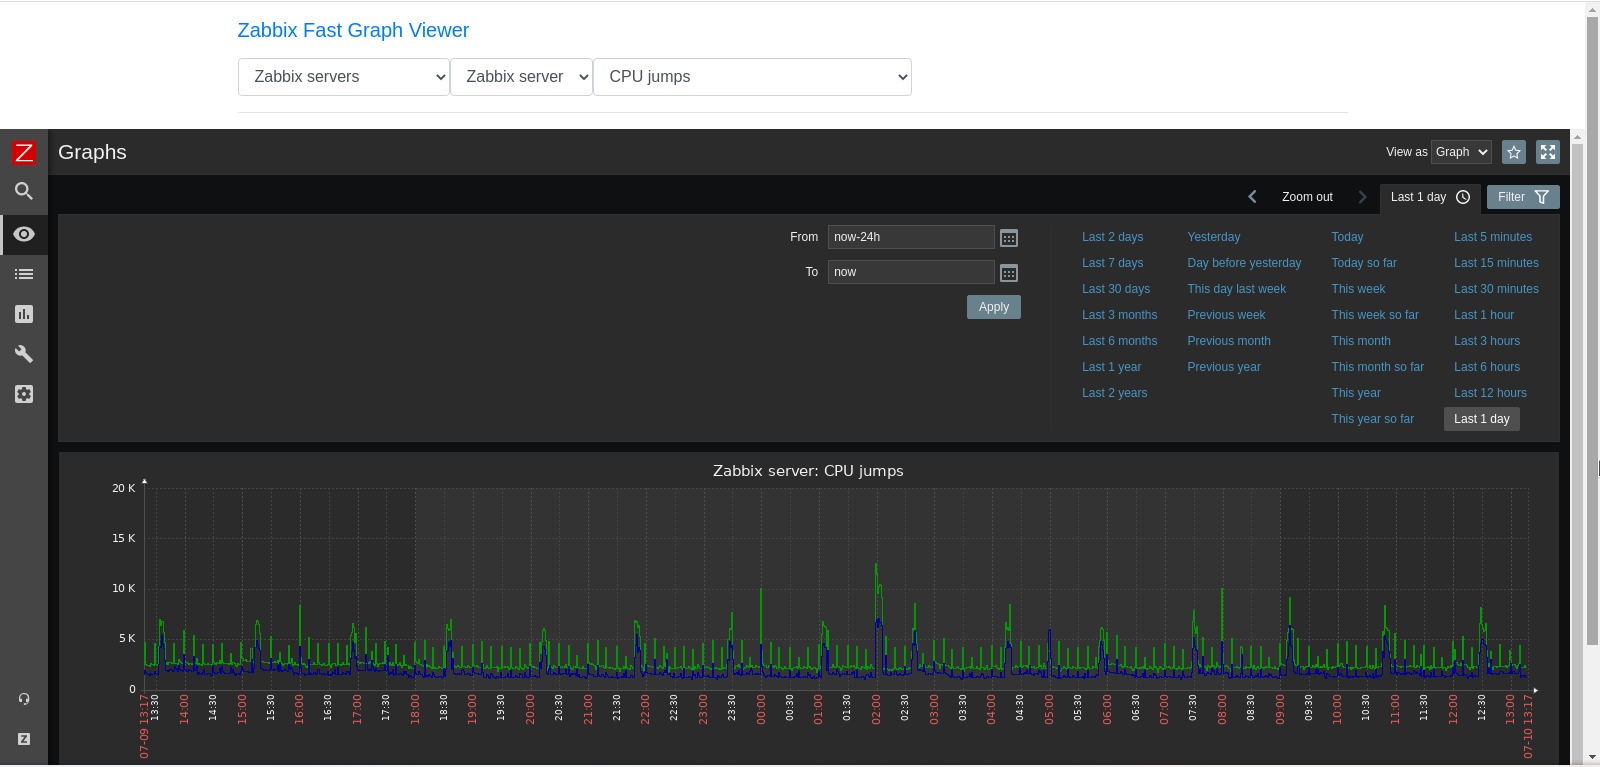 Zabbix Fast Graph Viewer
Zabbix servers Zabbix server CPU jumps
Z
Graphs
View as Graph
Zoom out Last 1 day Filter
From now-24h
To now
Apply
Last 2 days Yesterday Today Last 5 minutes
Last 7 days Day before yesterday Today so far Last 15 minutes
Last 30 days This day last week This week Last 30 minutes
Last 3 months Previous week This week so far Last 1 hour
Last 6 months Previous month This month Last 3 hours
Last 1 year Previous year This month so far Last 6 hours
Last 2 years This year Last 12 hours
This year so far Last 1 day
Zabbix server: CPU jumps
20 K
15 K
10 K
5 K
0
07-09 13:17 13:30 14:00 14:30 15:00 15:30 16:00 16:30 17:00 17:30 18:00 18:30 19:00 19:30 20:00 20:30 21:00 21:30 22:00 22:30 23:00 23:30 00:00 00:30 01:00 01:30 02:00 02:30 03:00 03:30 04:00 04:30 05:00 05:30 06:00 06:30 07:00 07:30 08:00 08:30 09:00 09:30 10:00 10:30 11:00 11:30 12:00 12:30 13:00 07-10 13:17
Z